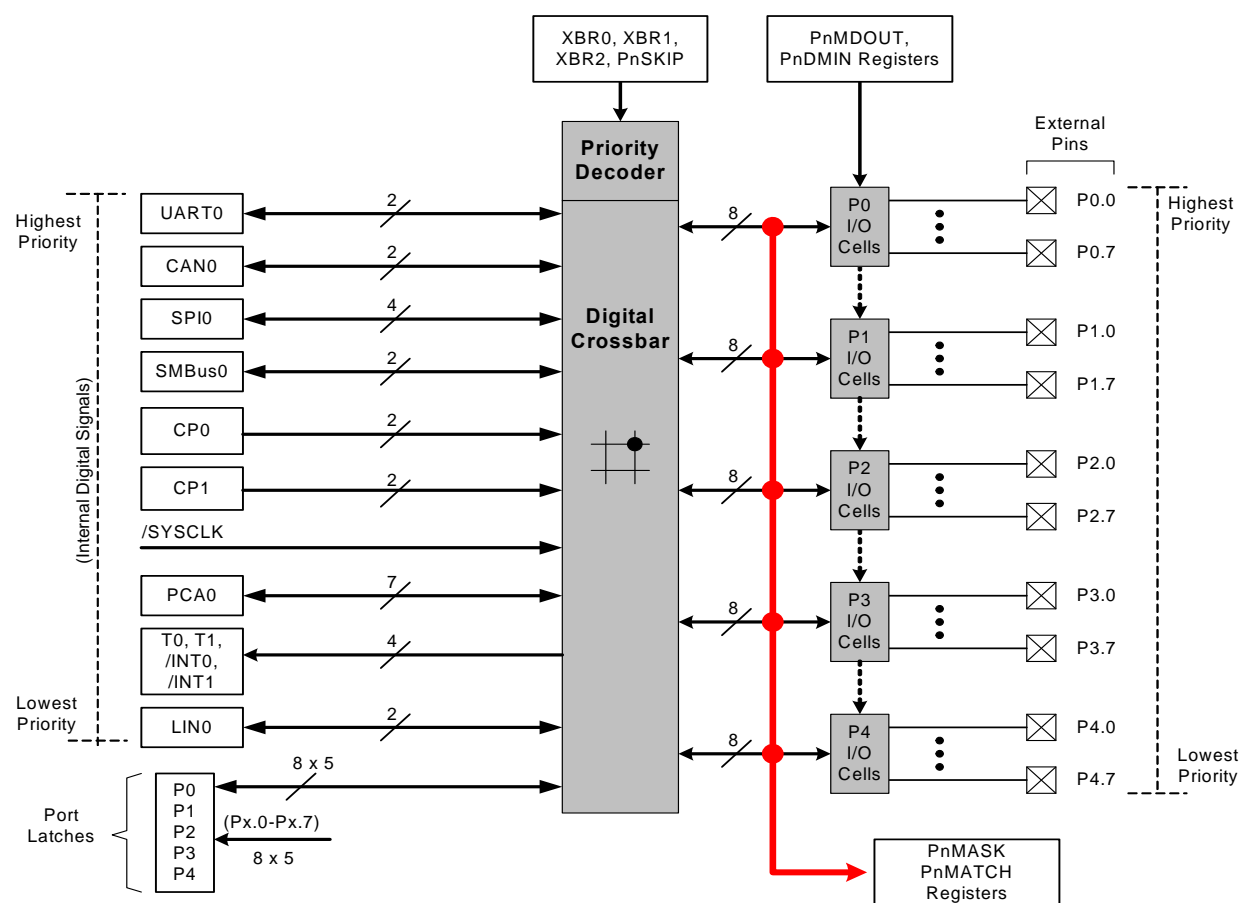 XBR0, XBR1,
XBR2, PnSKIP
PnMDOUT,
PnDMIN Registers
External
Pins
Priority
Decoder
Digital
Crossbar
Highest
Priority
(Internal Digital Signals)
Lowest
Priority
UART0
2
CAN0
2
SPI0
4
SMBus0
2
CP0
2
CP1
2
/SYSCLK
PCA0
7
T0, T1,
/INT0,
/INT1
4
LIN0
2
Port
Latches
P0
P1
P2
P3
P4
8 x 5
(Px.0-Px.7)
8 x 5
8
P0
I/O
Cells
P0.0
P0.7
8
P1
I/O
Cells
P1.0
P1.7
8
P2
I/O
Cells
P2.0
P2.7
8
P3
I/O
Cells
P3.0
P3.7
8
P4
I/O
Cells
P4.0
P4.7
Highest
Priority
Lowest
Priority
PnMASK
PnMATCH
Registers